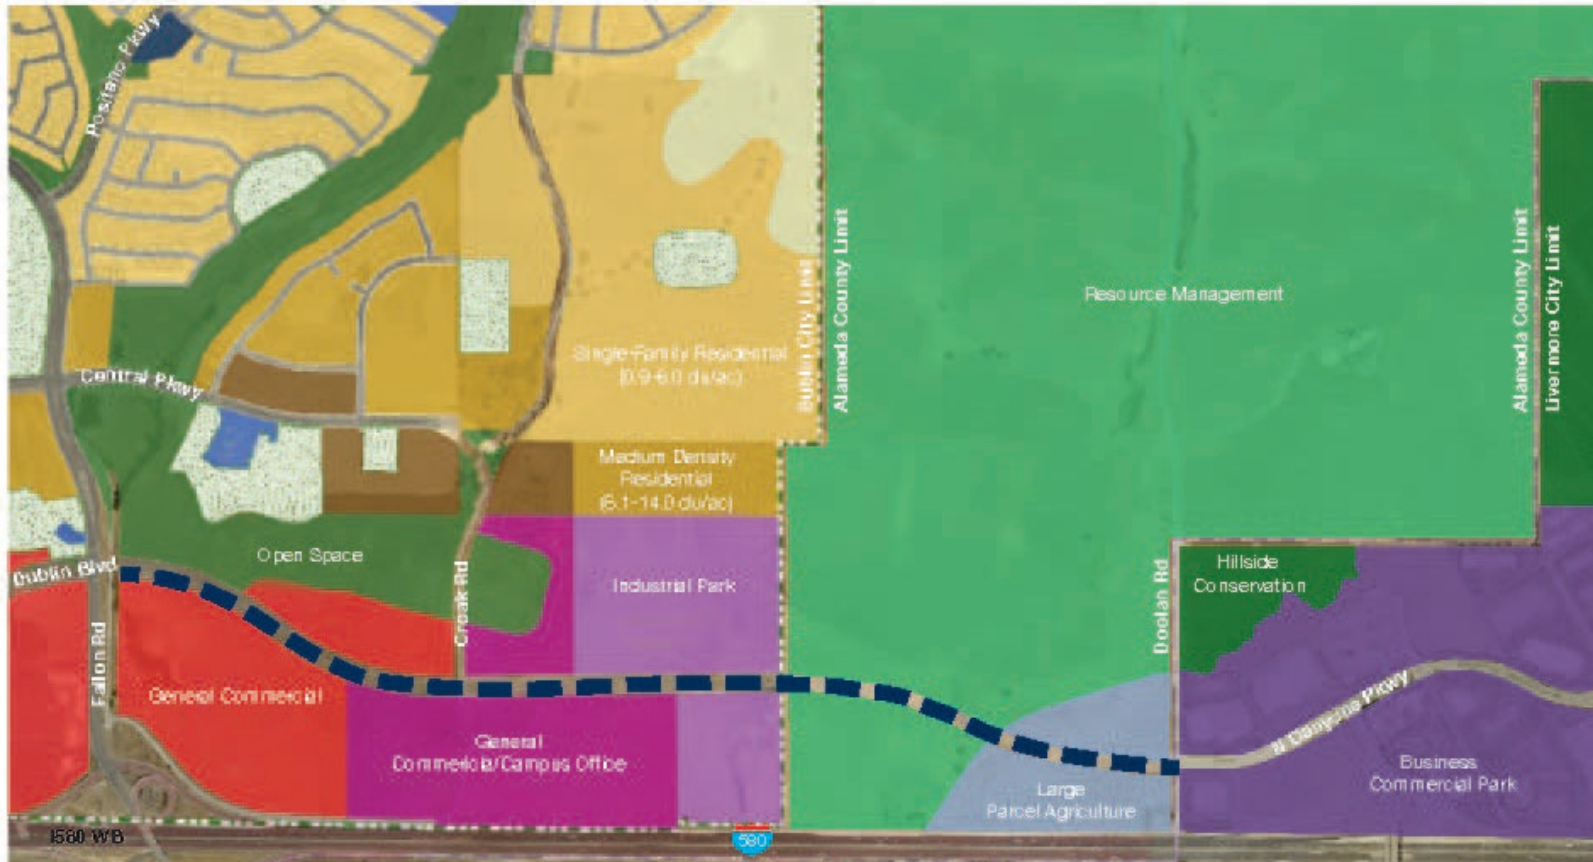 Positano Pkwy
Dublin City Limit
Alameda County Limit
Alameda County Limit
Livermore City Limit
Resource Management
Single-Family Residential
(0.9-6.0 du/ac)
Central Pkwy
Medium Density
Residential
(6.1-14.0 du/ac)
Open Space
Dublin Blvd
Industrial Park
Hillside
Conservation
Croak Rd
Doolan Rd
Fallon Rd
General Commercial
N Canyons Pkwy
General
Commericla/Campus Office
Business
Commercial Park
Large
Parcel Agriculture
I580 WB
580